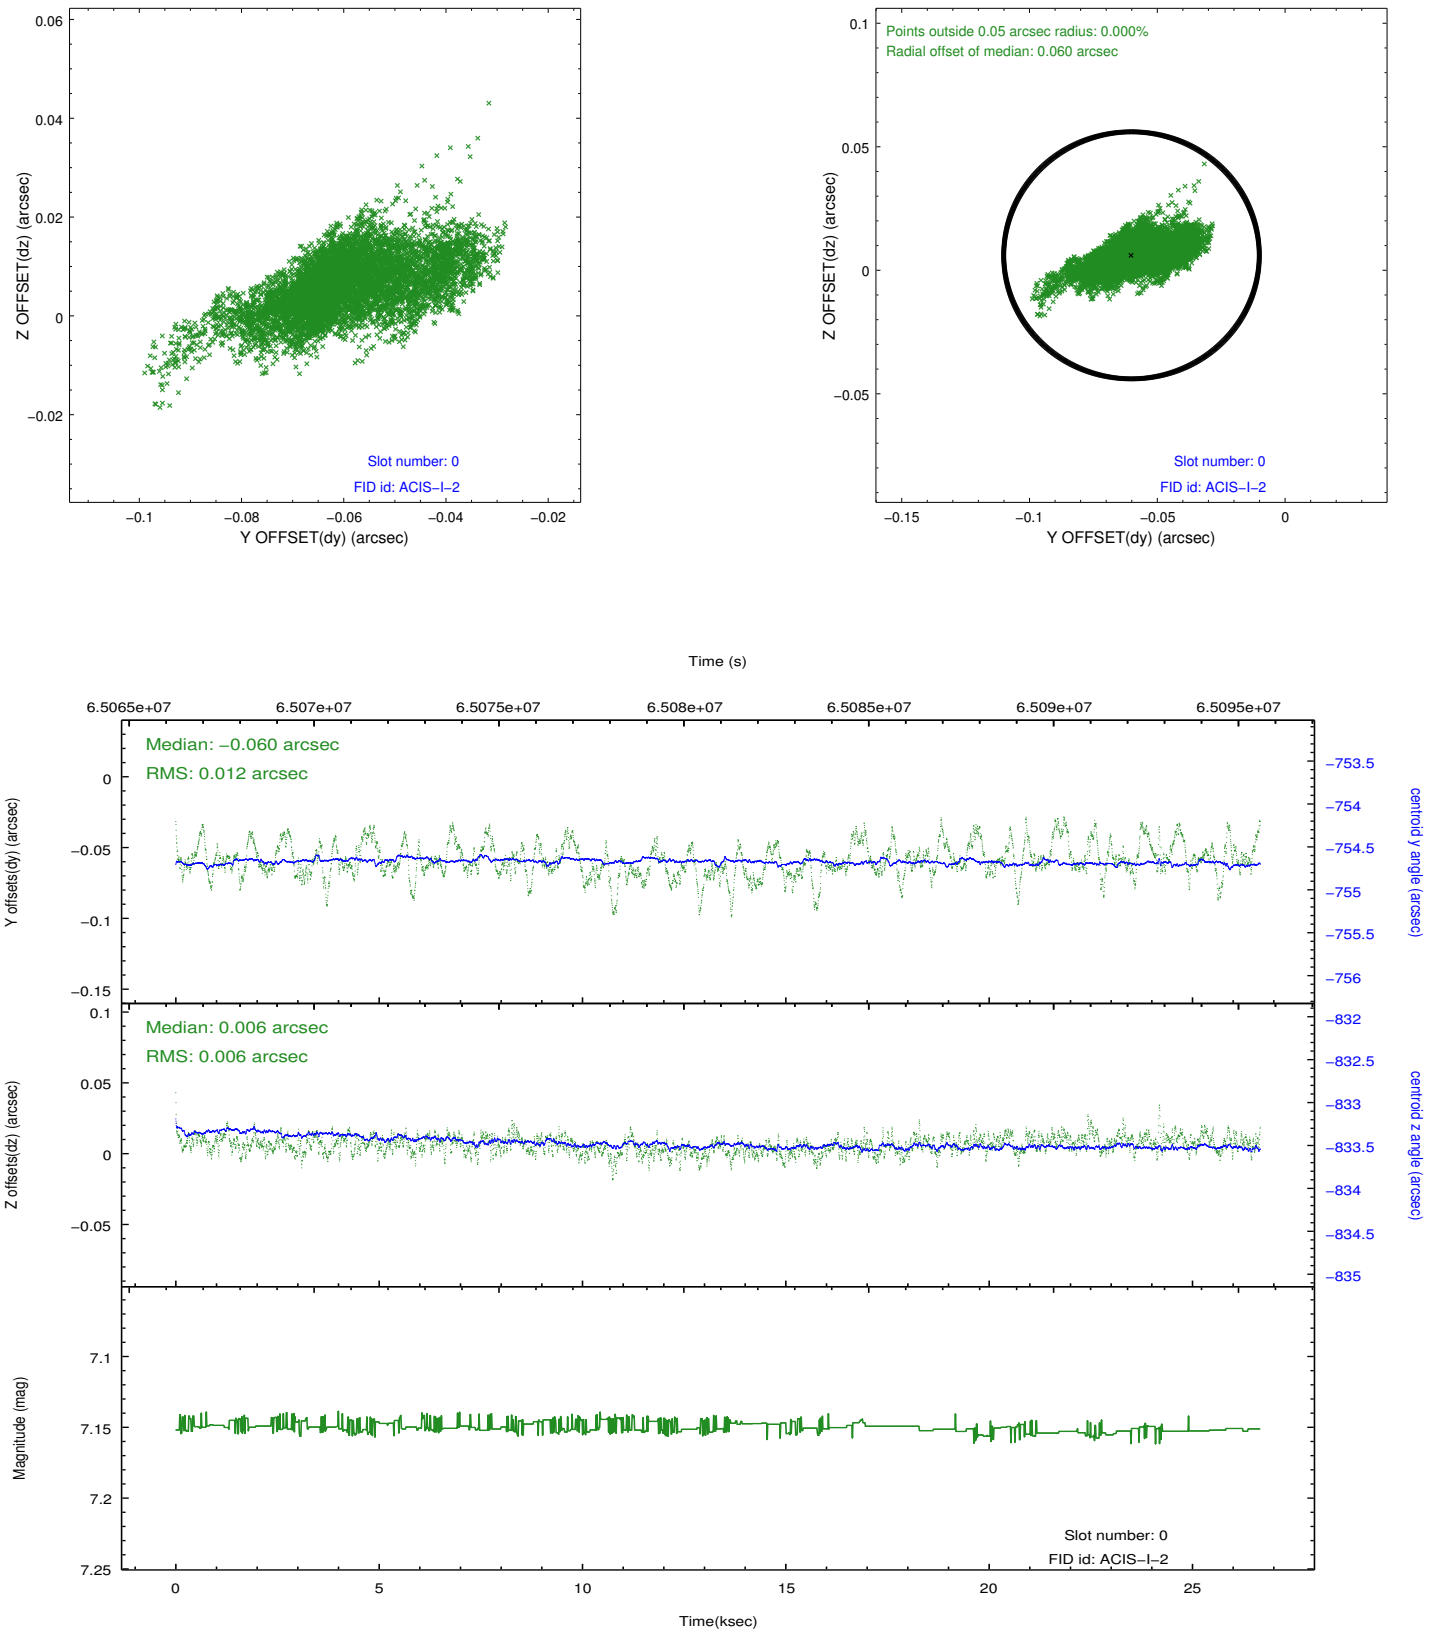 0.06
0.04
0.02
0
−0.02
Z OFFSET(dz) (arcsec)
Slot number: 0
FID id: ACIS−I−2
−0.1 −0.08 −0.06 −0.04 −0.02
Y OFFSET(dy) (arcsec)
Points outside 0.05 arcsec radius: 0.000%
Radial offset of median: 0.060 arcsec
0.1
0.05
0
−0.05
Z OFFSET(dz) (arcsec)
Slot number: 0
FID id: ACIS−I−2
−0.15 −0.1 −0.05 0
Y OFFSET(dy) (arcsec)
Time (s)
6.5065e+07 6.507e+07 6.5075e+07 6.508e+07 6.5085e+07 6.509e+07 6.5095e+07
Median: −0.060 arcsec
RMS: 0.012 arcsec
0
−0.05
−0.1
−0.15
Y offsets(dy) (arcsec)
−753.5
−754
−754.5
−755
−755.5
−756
centroid y angle (arcsec)
Median: 0.006 arcsec
RMS: 0.006 arcsec
0.1
0.05
0
−0.05
Z offsets(dz) (arcsec)
−832
−832.5
−833
−833.5
−834
−834.5
−835
centroid z angle (arcsec)
7.1
7.15
7.2
7.25
Magnitude (mag)
Slot number: 0
FID id: ACIS−I−2
0 5 10 15 20 25
Time(ksec)